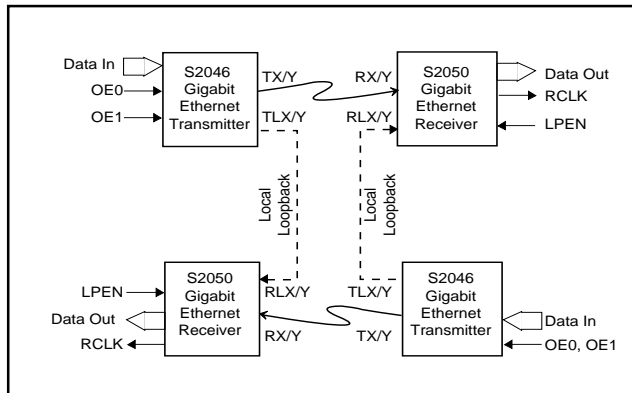 Data In
OE0
OE1
S2046
Gigabit
Ethernet
Transmitter
TX/Y
TLX/Y
RX/Y
RLX/Y
S2050
Gigabit
Ethernet
Receiver
Data Out
RCLK
LPEN
Local
Loopback
Local
Loopback
LPEN
Data Out
RCLK
S2050
Gigabit
Ethernet
Receiver
RLX/Y
RX/Y
TLX/Y
TX/Y
S2046
Gigabit
Ethernet
Transmitter
Data In
OE0, OE1